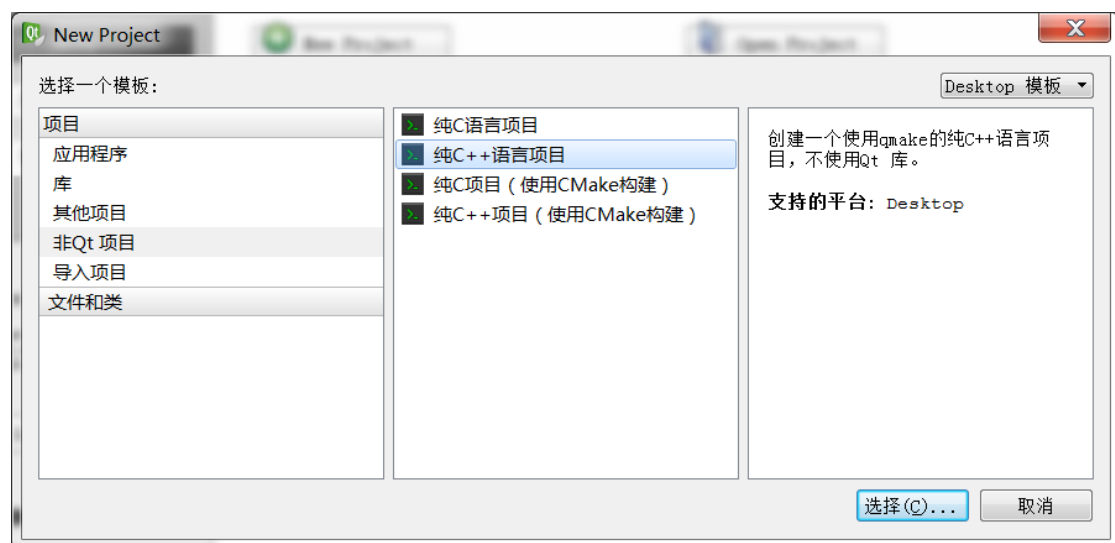 New Project
New Project
Open Project
选择一个模板:
Desktop 模板
项目
应用程序
库
其他项目
非Qt 项目
导入项目
文件和类
纯C语言项目
纯C++语言项目
纯C项目 ( 使用CMake构建 )
纯C++项目 ( 使用CMake构建 )
创建一个使用qmake的纯C++语言项
目，不使用Qt 库。
支持的平台: Desktop
选择(C)...
取消